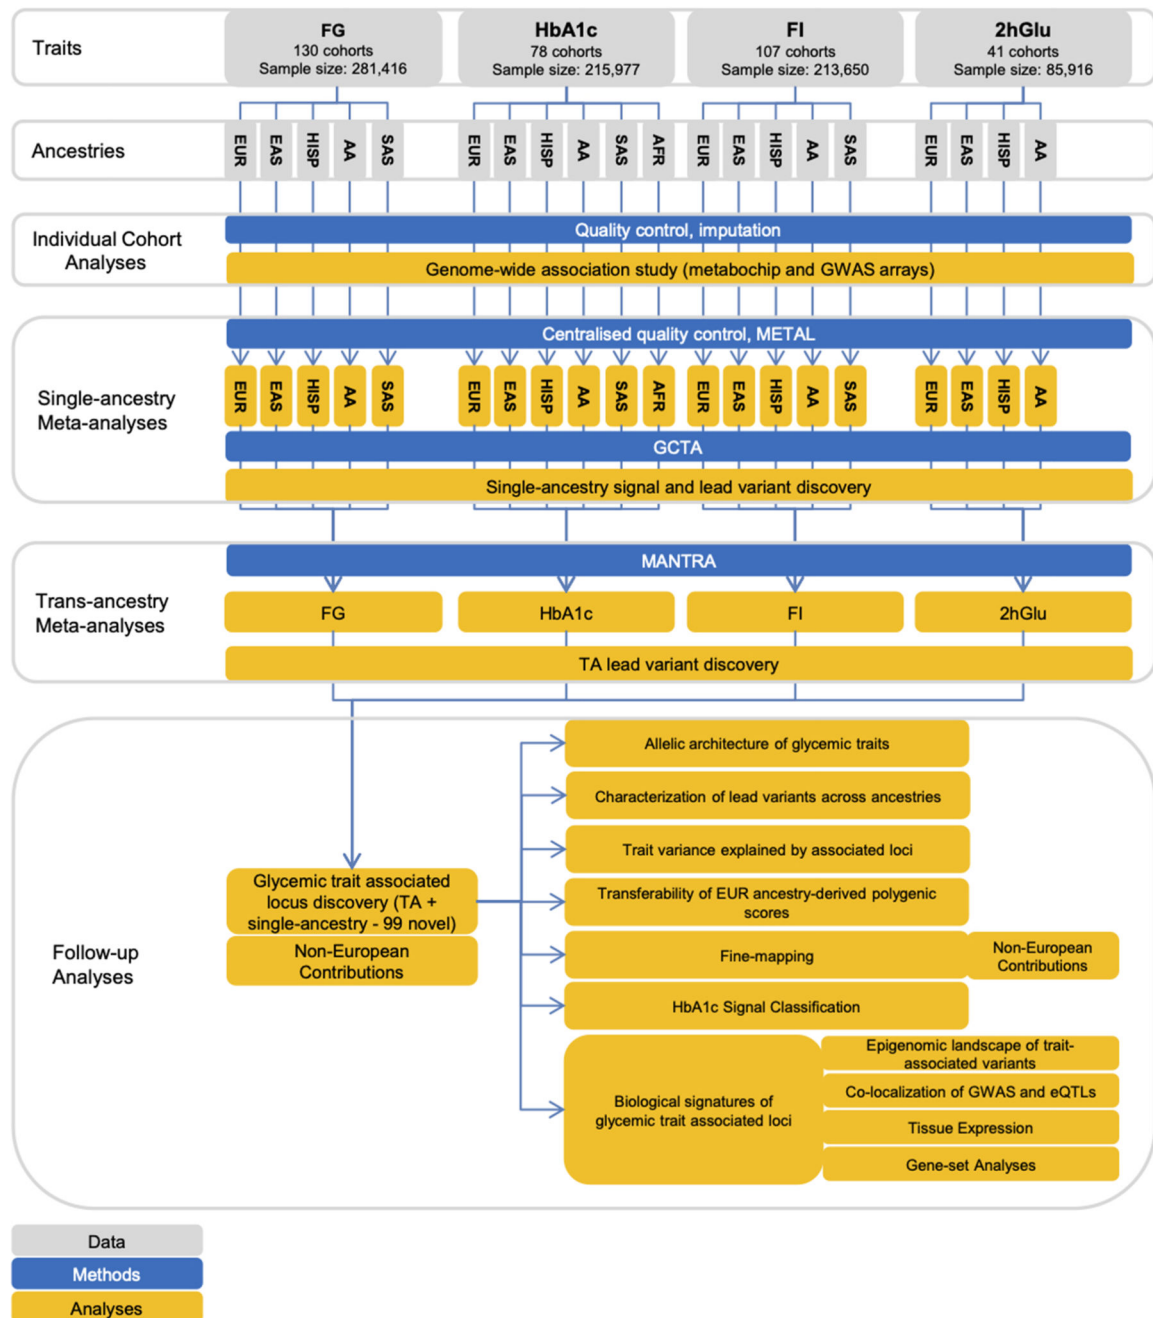 Traits
FG
130 cohorts
Sample size: 281,416
HbA1c
78 cohorts
Sample size: 215,977
FI
107 cohorts
Sample size: 213,650
2hGlu
41 cohorts
Sample size: 85,916
Ancestries
EUR
EAS
HISP
AA
SAS
EUR
EAS
HISP
AA
SAS
AFR
EUR
EAS
HISP
AA
SAS
EUR
EAS
HISP
AA
Individual Cohort
Analyses
Quality control, imputation
Genome-wide association study (metabochip and GWAS arrays)
Single-ancestry
Meta-analyses
Centralised quality control, METAL
EUR
EAS
HISP
AA
SAS
EUR
EAS
HISP
AA
SAS
AFR
EUR
EAS
HISP
AA
SAS
EUR
EAS
HISP
AA
GCTA
Single-ancestry signal and lead variant discovery
Trans-ancestry
Meta-analyses
MANTRA
FG
HbA1c
FI
2hGlu
TA lead variant discovery
Follow-up
Analyses
Glycemic trait associated
locus discovery (TA +
single-ancestry - 99 novel)
Non-European
Contributions
Allelic architecture of glycemic traits
Characterization of lead variants across ancestries
Trait variance explained by associated loci
Transferability of EUR ancestry-derived polygenic
scores
Fine-mapping
Non-European
Contributions
HbA1c Signal Classification
Biological signatures of
glycemic trait associated loci
Epigenomic landscape of trait-
associated variants
Co-localization of GWAS and eQTLs
Tissue Expression
Gene-set Analyses
Data
Methods
Analyses